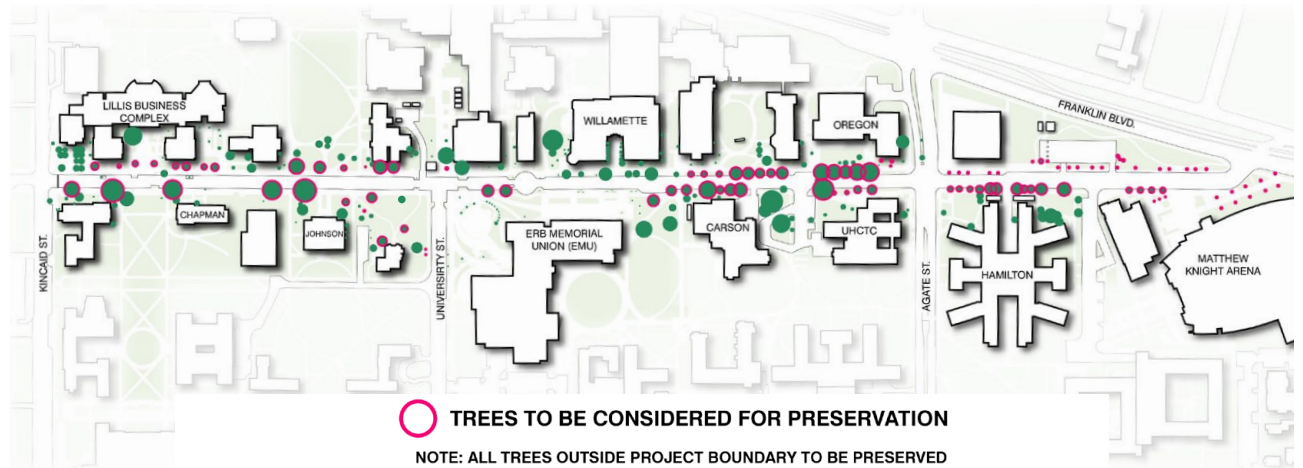 LILLIS BUSINESS
COMPLEX
WILLAMETTE
OREGON
FRANKLIN BLVD.
CHAPMAN
JOHNSON
ERB MEMORIAL
UNION (EMU)
CARSON
UHCTC
HAMILTON
MATTHEW
KNIGHT ARENA
KINCAID ST.
UNIVERSIRTY ST.
AGATE ST.
TREES TO BE CONSIDERED FOR PRESERVATION
NOTE: ALL TREES OUTSIDE PROJECT BOUNDARY TO BE PRESERVED